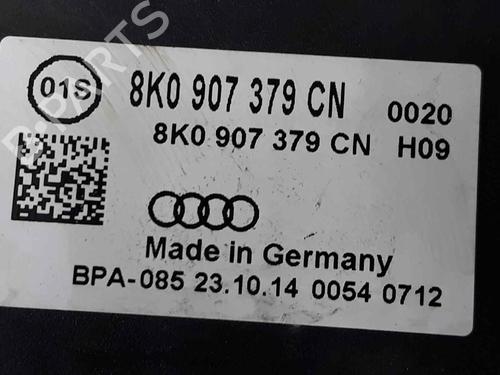 01S
8K0 907 379 CN 0020
8K0 907 379 CN H09
Made in Germany
BPA-085 23.10.14 0054 0712
B-PARTS